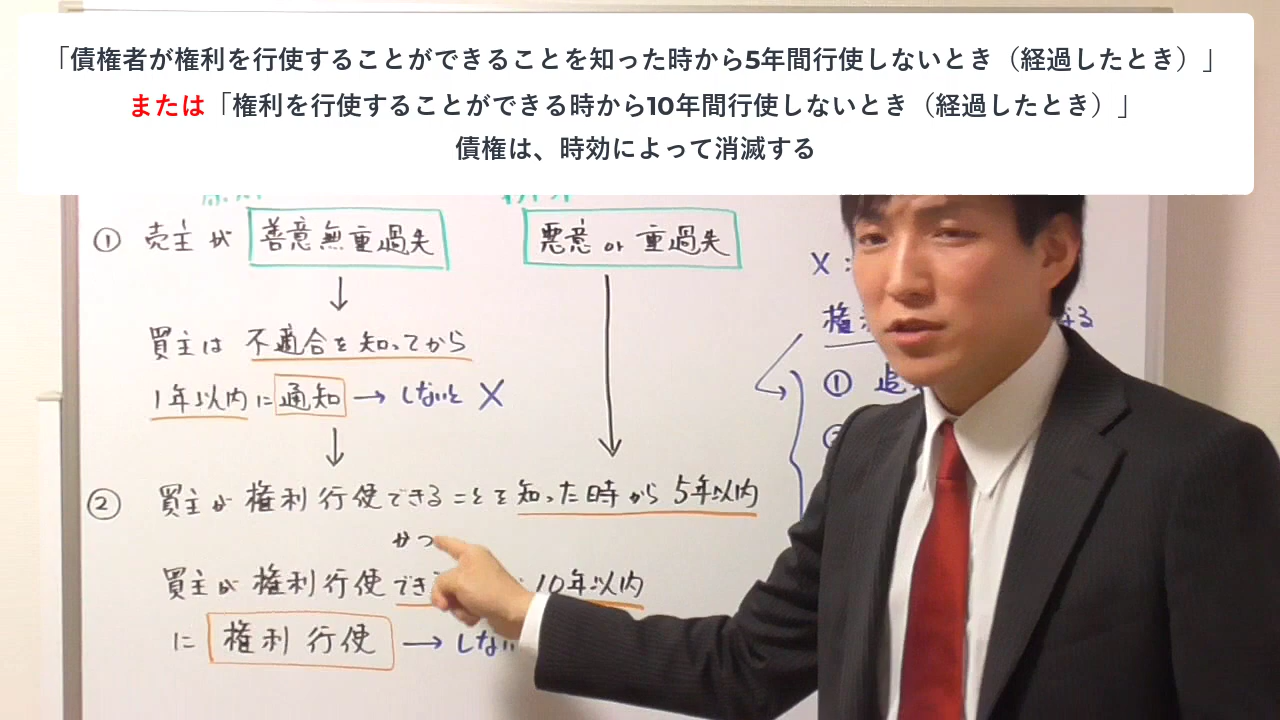 「債権者が権利を行使することができることを知った時から5年間行使しないとき（経過したとき）」
または「権利を行使することができる時から10年間行使しないとき（経過したとき）」
債権は、時効によって消滅する
① 売主が 善意無重過失
悪意 or 重過失
↓
買主は 不適合を知ってから
1年以内に 通知 → しないと ×
↓
② 買主が 権利行使できることを知った時から 5年以内
かつ
買主が 権利行使でき 10年以内
に 権利行使 → しない
×：
権
① 追